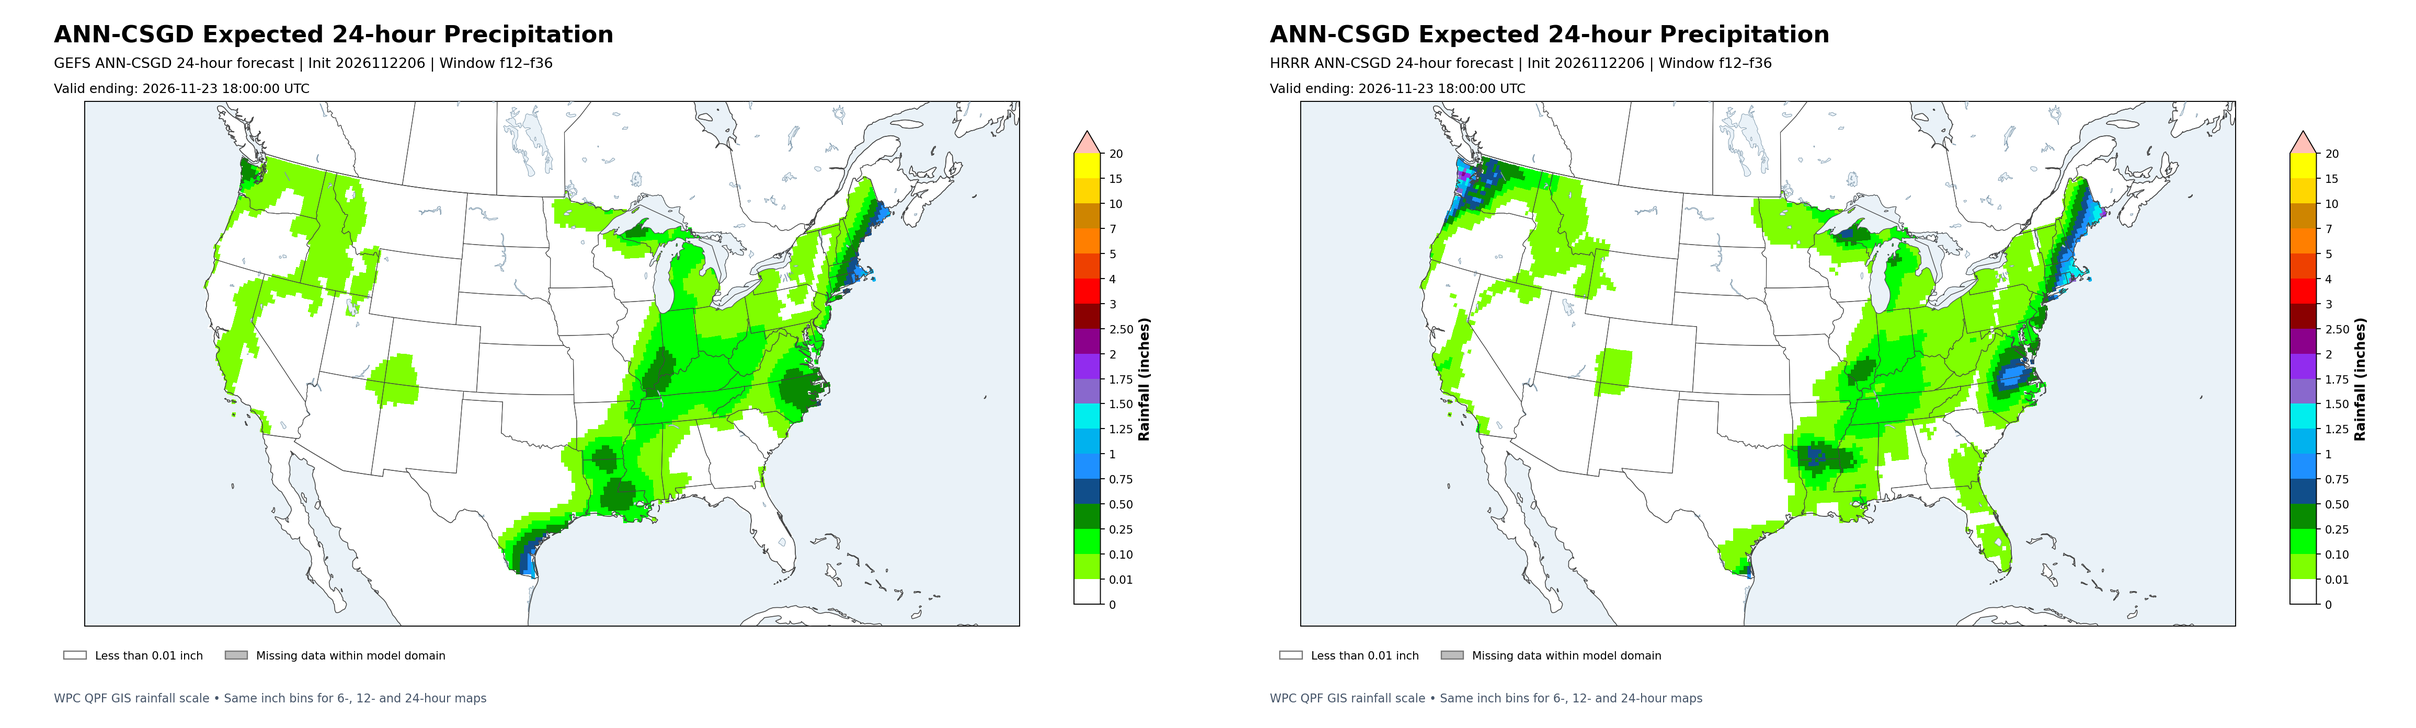 ANN-CSGD Expected 24-hour Precipitation
GEFS ANN-CSGD 24-hour forecast | Init 2026112206 | Window f12–f36
Valid ending: 2026-11-23 18:00:00 UTC
20
15
10
7
5
4
3
2.50
2
1.75
1.50
1.25
1
0.75
0.50
0.25
0.10
0.01
0
Rainfall (inches)
Less than 0.01 inch
Missing data within model domain
WPC QPF GIS rainfall scale • Same inch bins for 6-, 12- and 24-hour maps
ANN-CSGD Expected 24-hour Precipitation
HRRR ANN-CSGD 24-hour forecast | Init 2026112206 | Window f12–f36
Valid ending: 2026-11-23 18:00:00 UTC
20
15
10
7
5
4
3
2.50
2
1.75
1.50
1.25
1
0.75
0.50
0.25
0.10
0.01
0
Rainfall (inches)
Less than 0.01 inch
Missing data within model domain
WPC QPF GIS rainfall scale • Same inch bins for 6-, 12- and 24-hour maps